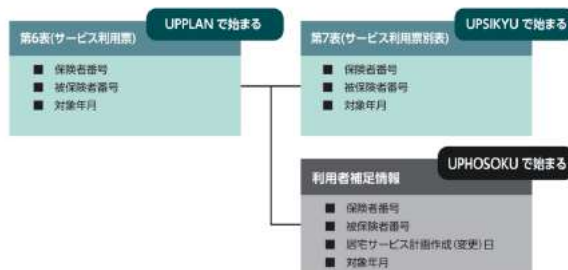 UPPLAN で始まる
第6表(サービス利用票)
■ 保険者番号
■ 被保険者番号
■ 対象年月
UPSIKYU で始まる
第7表(サービス利用票別表)
■ 保険者番号
■ 被保険者番号
■ 対象年月
UPHOSOKU で始まる
利用者補足情報
■ 保険者番号
■ 被保険者番号
■ 居宅サービス計画作成(変更)日
■ 対象年月